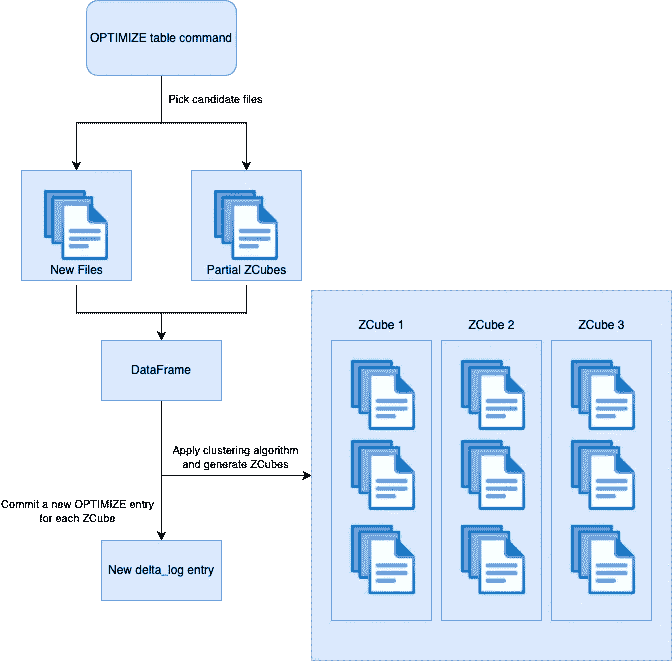 OPTIMIZE table command
Pick candidate files
New Files
Partial ZCubes
ZCube 1
ZCube 2
ZCube 3
DataFrame
Apply clustering algorithm
and generate ZCubes
Commit a new OPTIMIZE entry
for each ZCube
New delta_log entry